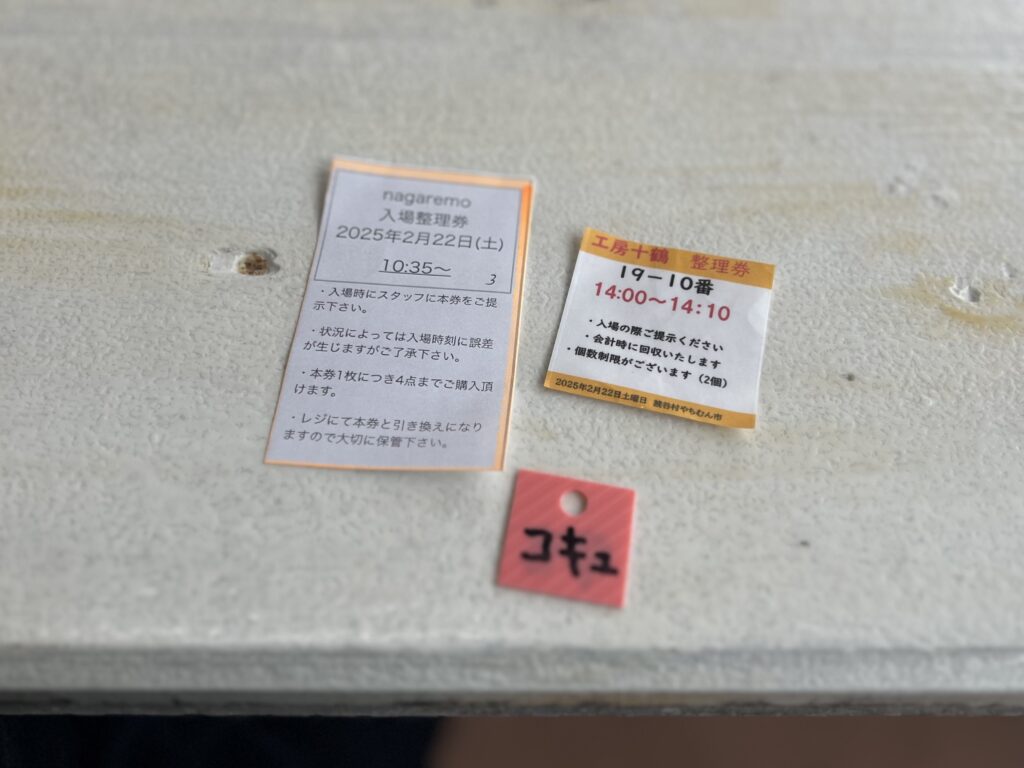 nagaremo
入場整理券
2025年2月22日(土)
10:35〜
3
・入場時にスタッフに本券をご提
示下さい。
・状況によっては入場時刻に誤差
が生じますがご了承下さい。
・本券1枚につき4点までご購入頂
けます。
・レジにて本券と引き換えになり
ますので大切に保管下さい。
工房十鶴 整理券
19-10番
14:00〜14:10
・入場の際ご提示ください
・会計時に回収いたします
・個数制限がございます（2個）
2025年2月22日土曜日 読谷村やちむん市
コキュ